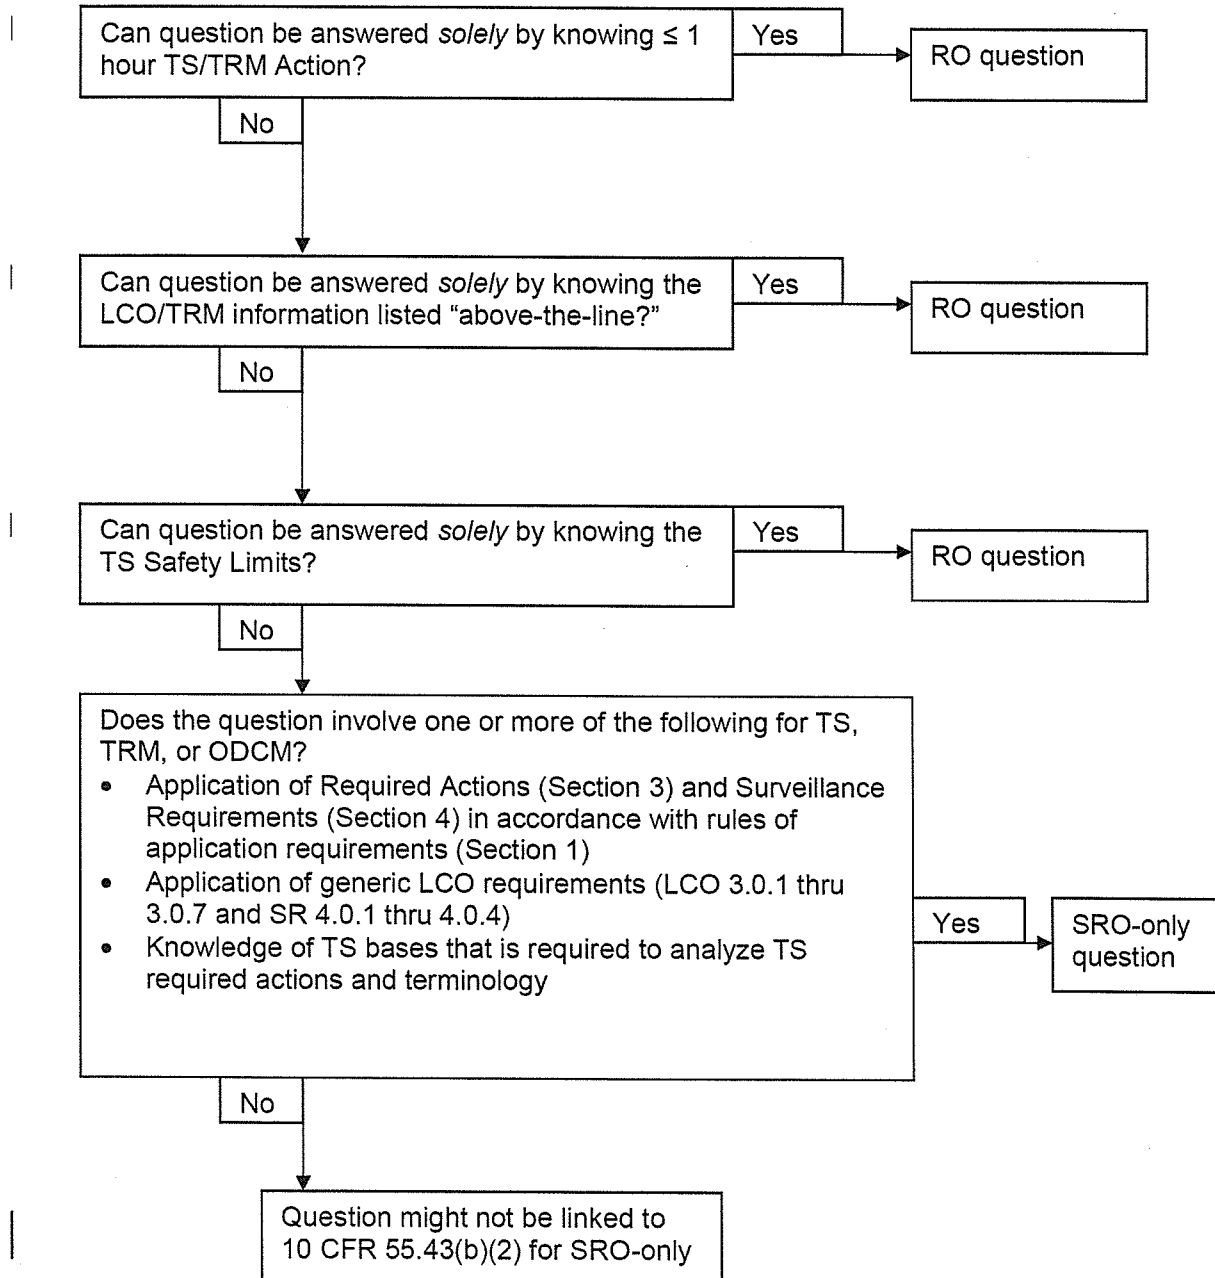 Can question be answered solely by knowing ≤ 1
hour TS/TRM Action?
Yes
RO question
No
Can question be answered solely by knowing the
LCO/TRM information listed “above-the-line?”
Yes
RO question
No
Can question be answered solely by knowing the
TS Safety Limits?
Yes
RO question
No
Does the question involve one or more of the following for TS,
TRM, or ODCM?
• Application of Required Actions (Section 3) and Surveillance
Requirements (Section 4) in accordance with rules of
application requirements (Section 1)
• Application of generic LCO requirements (LCO 3.0.1 thru
3.0.7 and SR 4.0.1 thru 4.0.4)
• Knowledge of TS bases that is required to analyze TS
required actions and terminology
Yes
SRO-only
question
No
Question might not be linked to
10 CFR 55.43(b)(2) for SRO-only